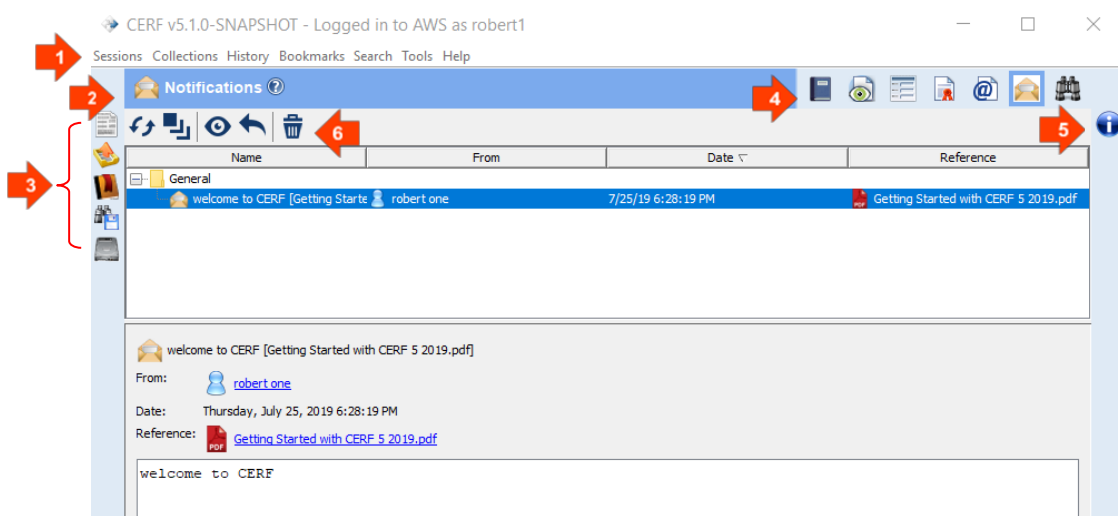 CERF v5.1.0-SNAPSHOT - Logged in to AWS as robert1
1
Sessions Collections History Bookmarks Search Tools Help
2
Notifications ?
4
6
5
3
Name From Date Reference
General
welcome to CERF [Getting Starte robert one 7/25/19 6:28:19 PM PDF Getting Started with CERF 5 2019.pdf
welcome to CERF [Getting Started with CERF 5 2019.pdf]
From: robert one
Date: Thursday, July 25, 2019 6:28:19 PM
Reference: PDF Getting Started with CERF 5 2019.pdf
welcome to CERF